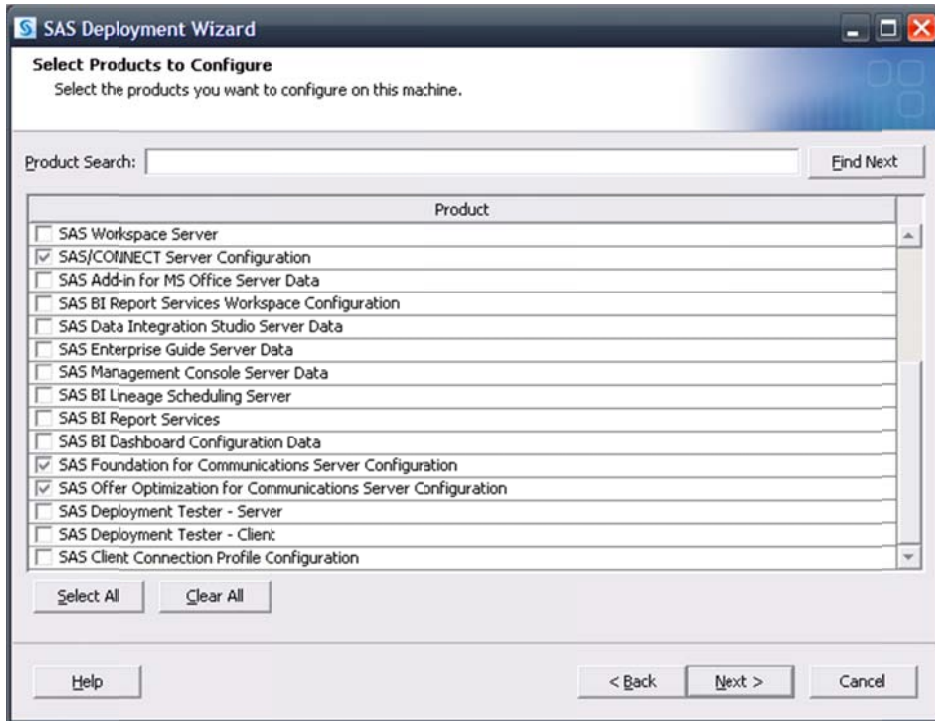 SAS Deployment Wizard
Select Products to Configure
Select the products you want to configure on this machine.
Product Search:
Find Next
Product
SAS Workspace Server
SAS/CONNECT Server Configuration
SAS Add-in for MS Office Server Data
SAS BI Report Services Workspace Configuration
SAS Data Integration Studio Server Data
SAS Enterprise Guide Server Data
SAS Management Console Server Data
SAS BI Lineage Scheduling Server
SAS BI Report Services
SAS BI Dashboard Configuration Data
SAS Foundation for Communications Server Configuration
SAS Offer Optimization for Communications Server Configuration
SAS Deployment Tester - Server
SAS Deployment Tester - Client
SAS Client Connection Profile Configuration
Select All
Clear All
Help
< Back
Next >
Cancel